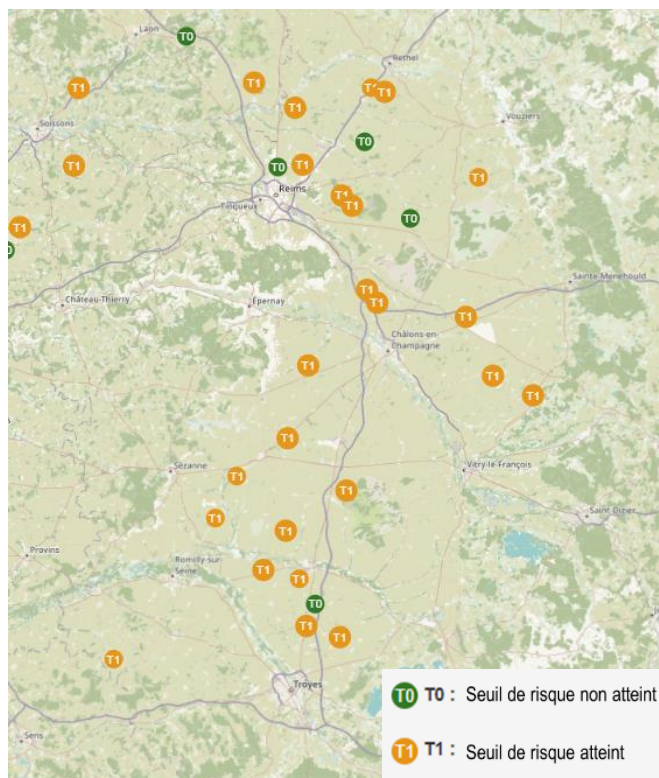 Laon
T0
T1
T1
Rethel
T1
T1
T1
Vouziers
Soissons
T0
T1
T0
T1
T1
Reims
Tinqueux
T1
T1
T0
T1
T0
Sainte-Menehould
T1
T1
Château-Thierry
Épernay
T1
Châlons-en-
Champagne
T1
T1
T1
T1
Sézanne
T1
Vitry-le-François
T1
T1
Saint-Dizier
T1
Provins
Romilly-sur-
Seine
T1
T1
T0
T1
T1
T1
Troyes
Sens
T0 T0 : Seuil de risque non atteint
T1 T1 : Seuil de risque atteint